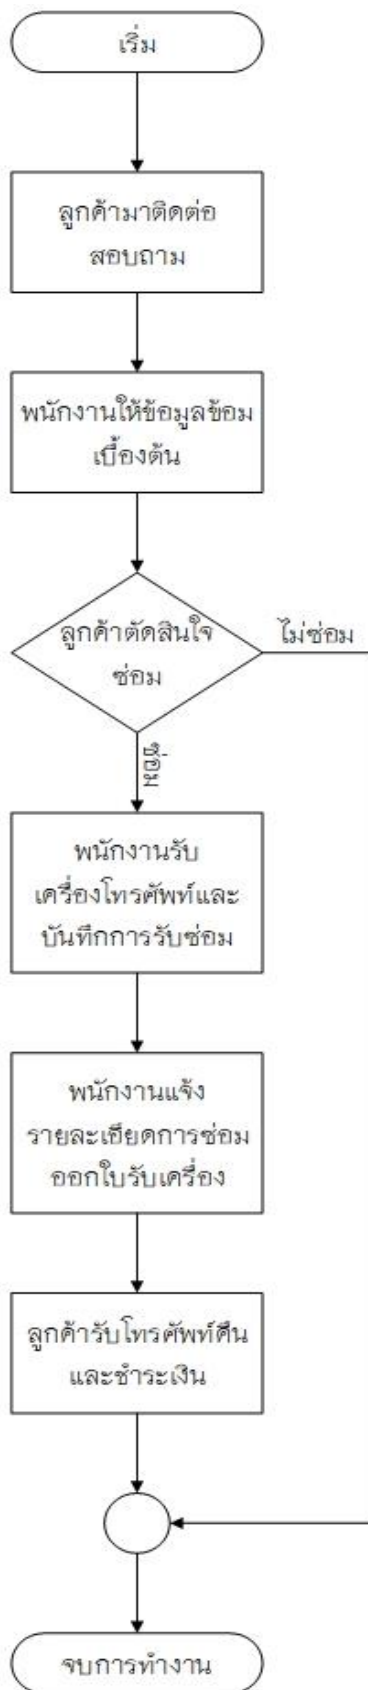 เริ่ม
ลูกค้ามาติดต่อ
สอบถาม
พนักงานให้ข้อมูลข้อม
เบื้องต้น
ลูกค้าตัดสินใจ
ซ่อม
ไม่ซ่อม
ซ่อม
พนักงานรับ
เครื่องโทรศัพท์และ
บันทึกการรับซ่อม
พนักงานแจ้ง
รายละเอียดการซ่อม
ออกใบรับเครื่อง
ลูกค้ารับโทรศัพท์คืน
และชำระเงิน
จบการทำงาน